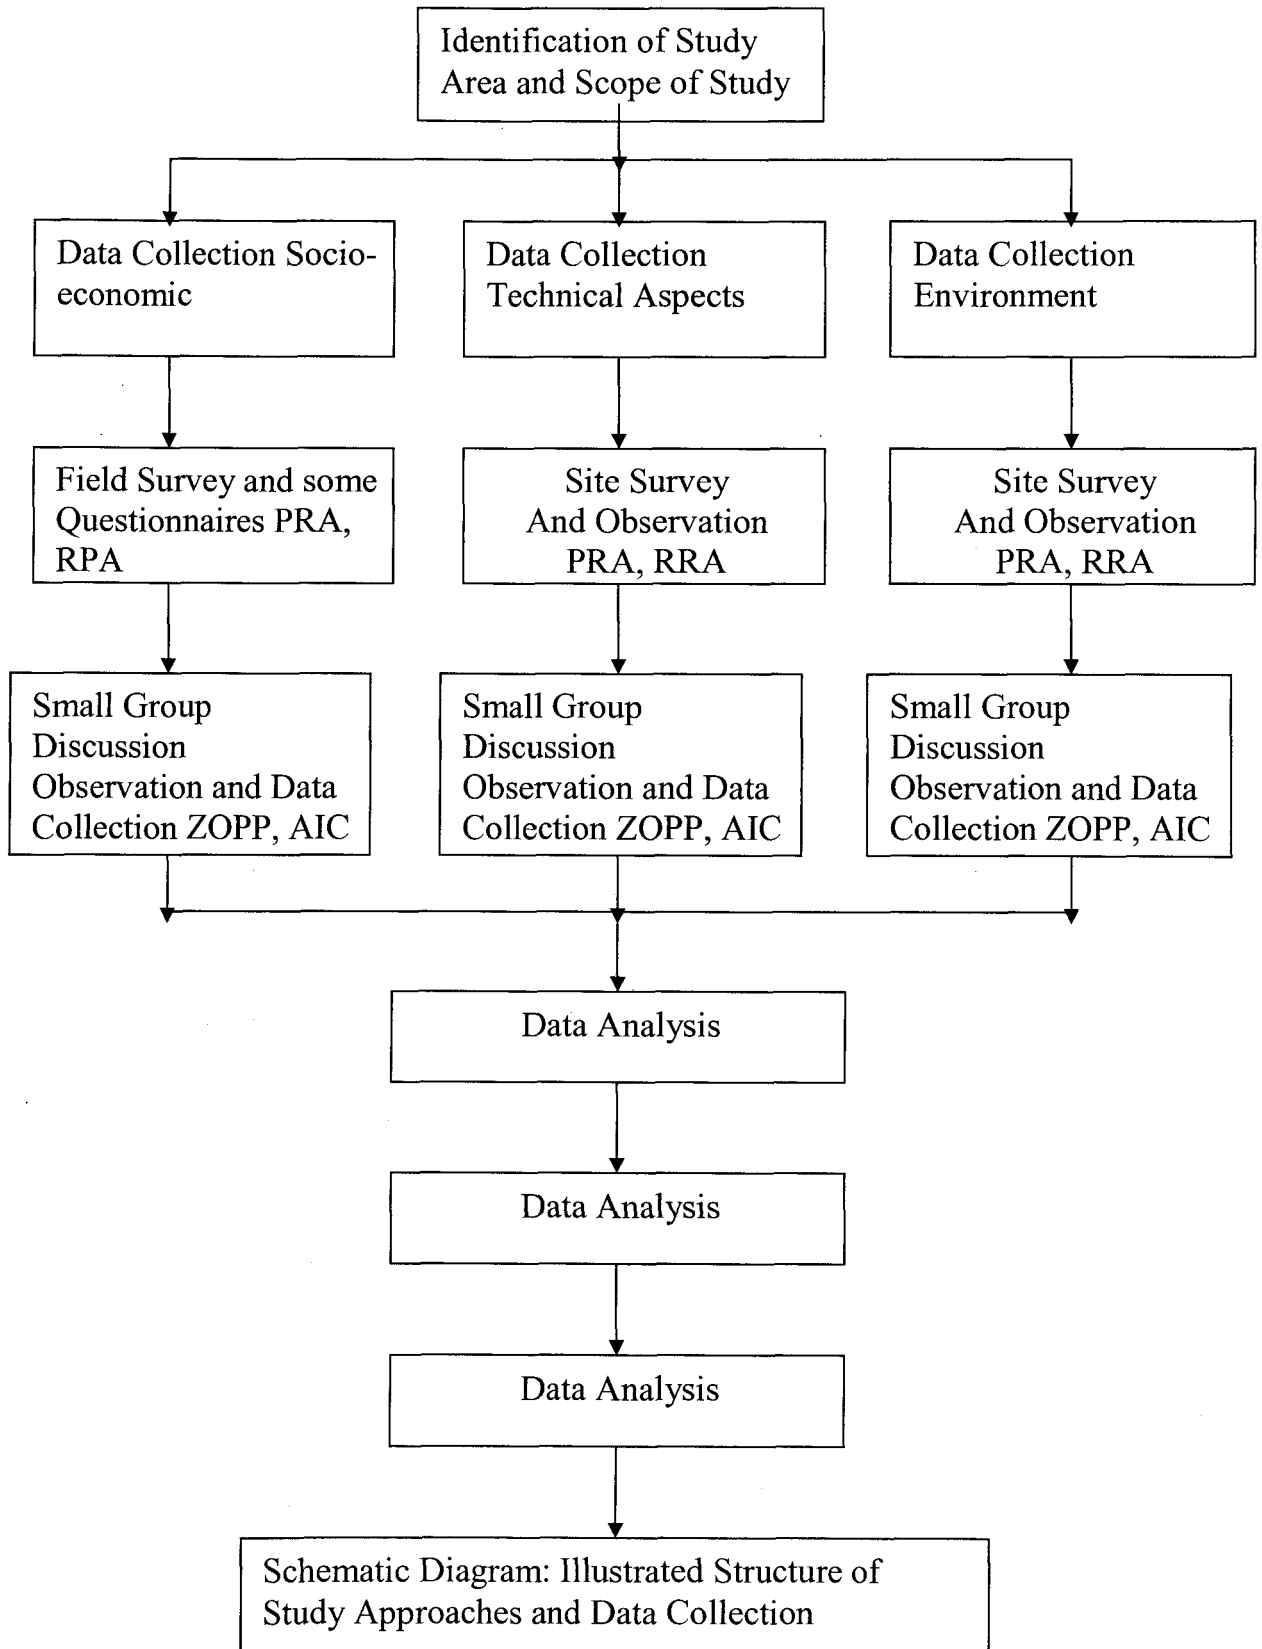 Identification of Study
Area and Scope of Study
Data Collection Socio-
economic
Data Collection
Technical Aspects
Data Collection
Environment
Field Survey and some
Questionnaires PRA,
RPA
Site Survey
And Observation
PRA, RRA
Site Survey
And Observation
PRA, RRA
Small Group
Discussion
Observation and Data
Collection ZOPP, AIC
Small Group
Discussion
Observation and Data
Collection ZOPP, AIC
Small Group
Discussion
Observation and Data
Collection ZOPP, AIC
Data Analysis
Data Analysis
Data Analysis
Schematic Diagram: Illustrated Structure of
Study Approaches and Data Collection